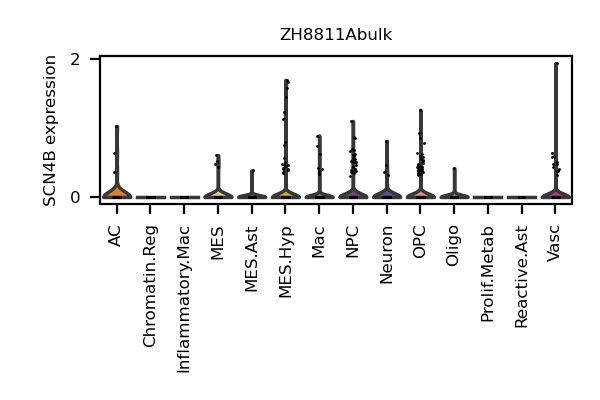 ZH8811Abulk
SCN4B expression
2
0
AC
Chromatin.Reg
Inflammatory.Mac
MES
MES.Ast
MES.Hyp
Mac
NPC
Neuron
OPC
Oligo
Prolif.Metab
Reactive.Ast
Vasc